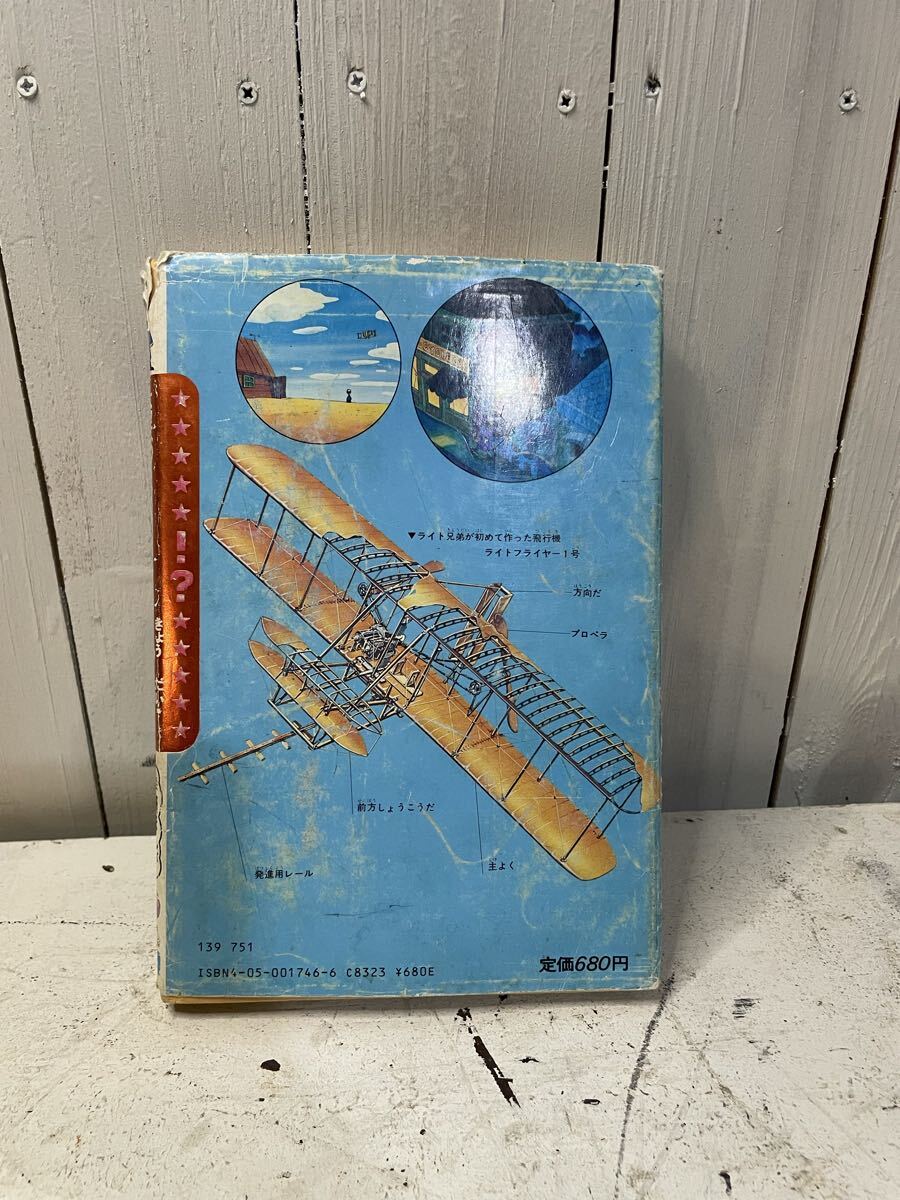 !?
きょう
▼ライト兄弟が初めて作った飛行機
ライトフライヤー1号
方向だ
プロペラ
前方しょうこうだ
発進用レール
主よく
139 751
ISBN4-05-001746-6 C8323 ¥680E
定価680円